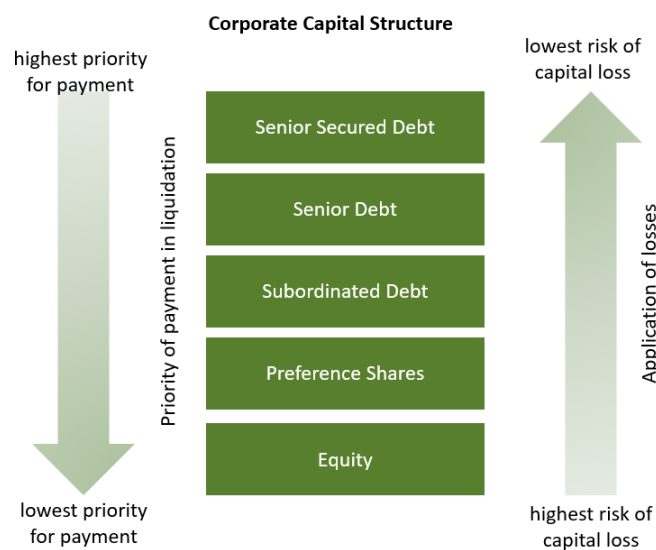 Corporate Capital Structure
highest priority
for payment
lowest risk of
capital loss
Priority of payment in liquidation
Senior Secured Debt
Senior Debt
Subordinated Debt
Preference Shares
Equity
Application of losses
lowest priority
for payment
highest risk of
capital loss